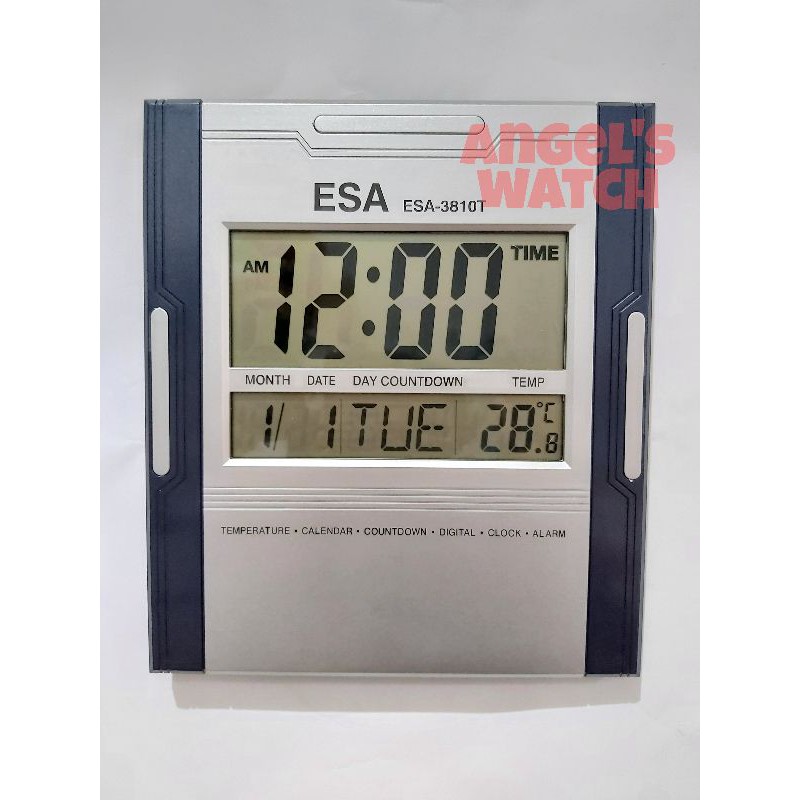 Angel's
WATCH
ESA ESA-3810T
AM 12:00 TIME
MONTH DATE DAY COUNTDOWN TEMP
1/ 1 TUE 28.8°C
TEMPERATURE • CALENDAR • COUNTDOWN • DIGITAL • CLOCK • ALARM